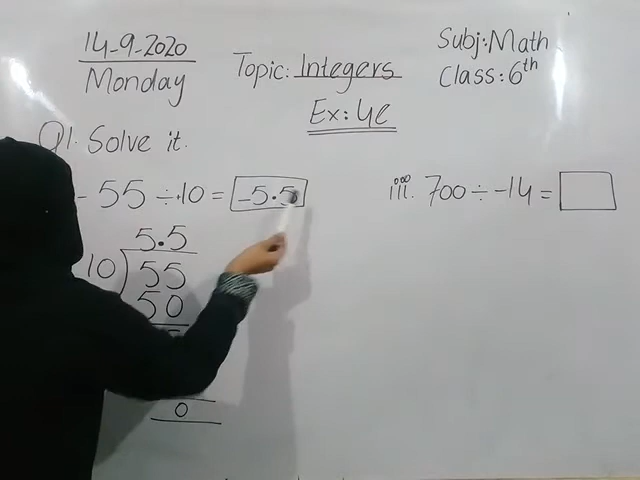 14-9-2020
Monday
Topic: Integers
Subj: Math
Class: 6th
Ex: 4C
Q1. Solve it.
- 55 ÷ +10 = -5.5
5.5
10 55
50
0
iii. 700 ÷ -14 =